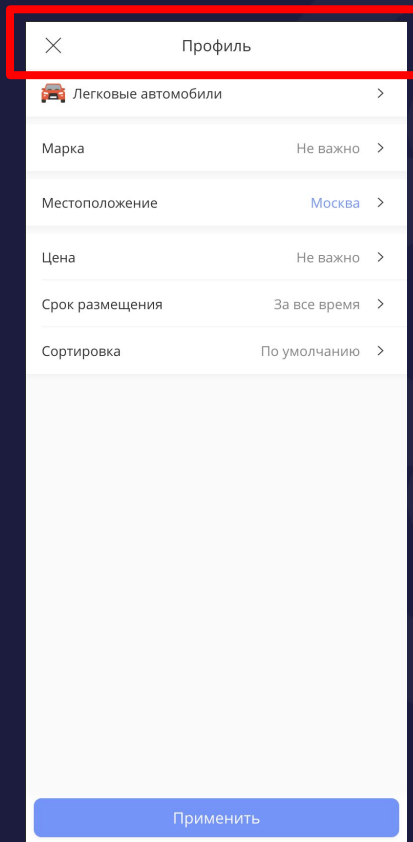 Профиль
Легковые автомобили
Марка Не важно
Местоположение Москва
Цена Не важно
Срок размещения За все время
Сортировка По умолчанию
Применить